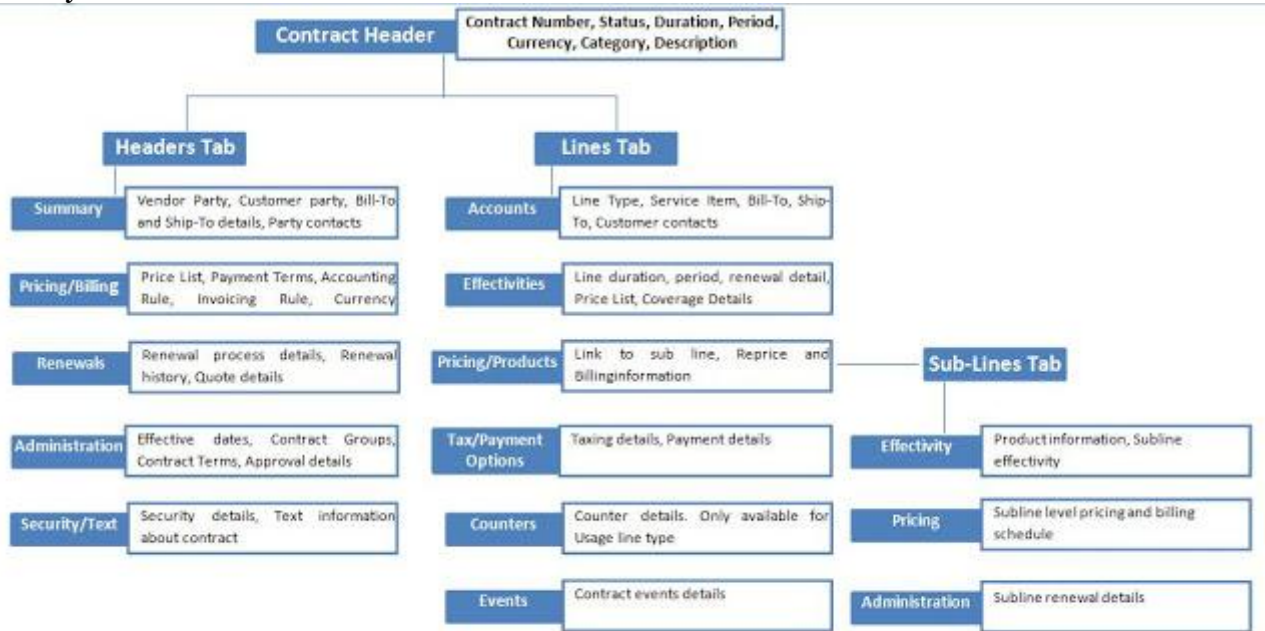 Contract Header
Contract Number, Status, Duration, Period,
Currency, Category, Description
Headers Tab
Summary
Vendor Party, Customer party, Bill-To
and Ship-To details, Party contacts
Pricing/Billing
Price List, Payment Terms, Accounting
Rule, Invoicing Rule, Currency
Renewals
Renewal process details, Renewal
history, Quote details
Administration
Effective dates, Contract Groups,
Contract Terms, Approval details
Security/Text
Security details, Text information
about contract
Lines Tab
Accounts
Line Type, Service Item, Bill-To, Ship-
To, Customer contacts
Effectivities
Line duration, period, renewal detail,
Price List, Coverage Details
Pricing/Products
Link to sub line, Reprice and
Billinginformation
Tax/Payment
Options
Taxing details, Payment details
Counters
Counter details. Only available for
Usage line type
Events
Contract events details
Sub-Lines Tab
Effectivity
Product information, Subline
effectivity
Pricing
Subline level pricing and billing
schedule
Administration
Subline renewal details